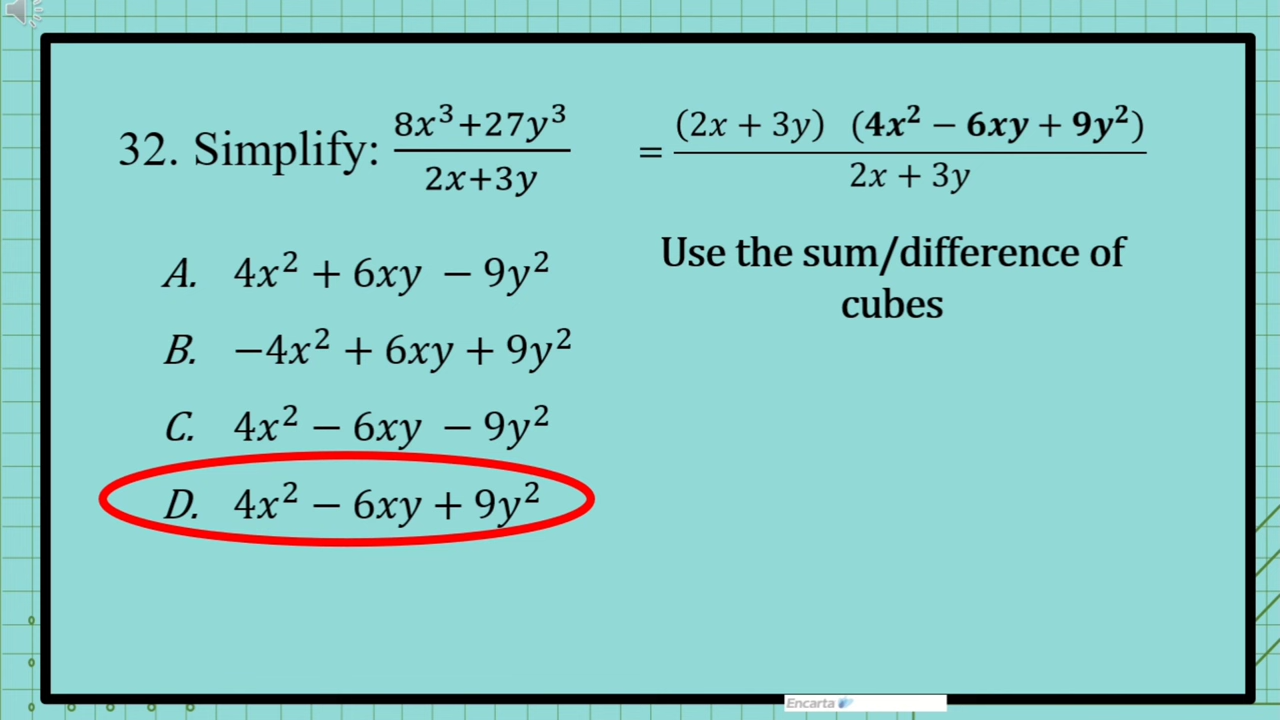 32. Simplify: (8x³+27y³)/(2x+3y) = ((2x + 3y) (4x² − 6xy + 9y²))/(2x + 3y)
Use the sum/difference of
cubes
A. 4x² + 6xy − 9y²
B. −4x² + 6xy + 9y²
C. 4x² − 6xy − 9y²
D. 4x² − 6xy + 9y²
Encarta